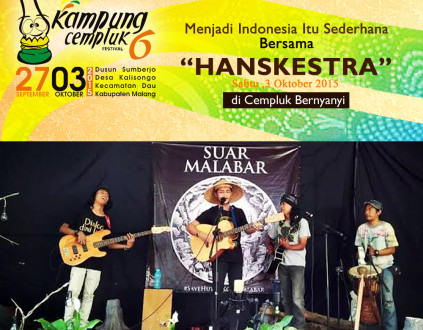 Kampung
cempluk 6
FESTIVAL
27 03
SEPTEMBER OKTOBER
2015
Dusun Sumberjo
Desa Kalisongo
Kecamatan Dau
Kabupaten Malang
Menjadi Indonesia Itu Sederhana
Bersama
“HANSKESTRA”
Sabtu ,3 Oktober 2015
di Cempluk Bernyanyi
SUAR
MALABAR